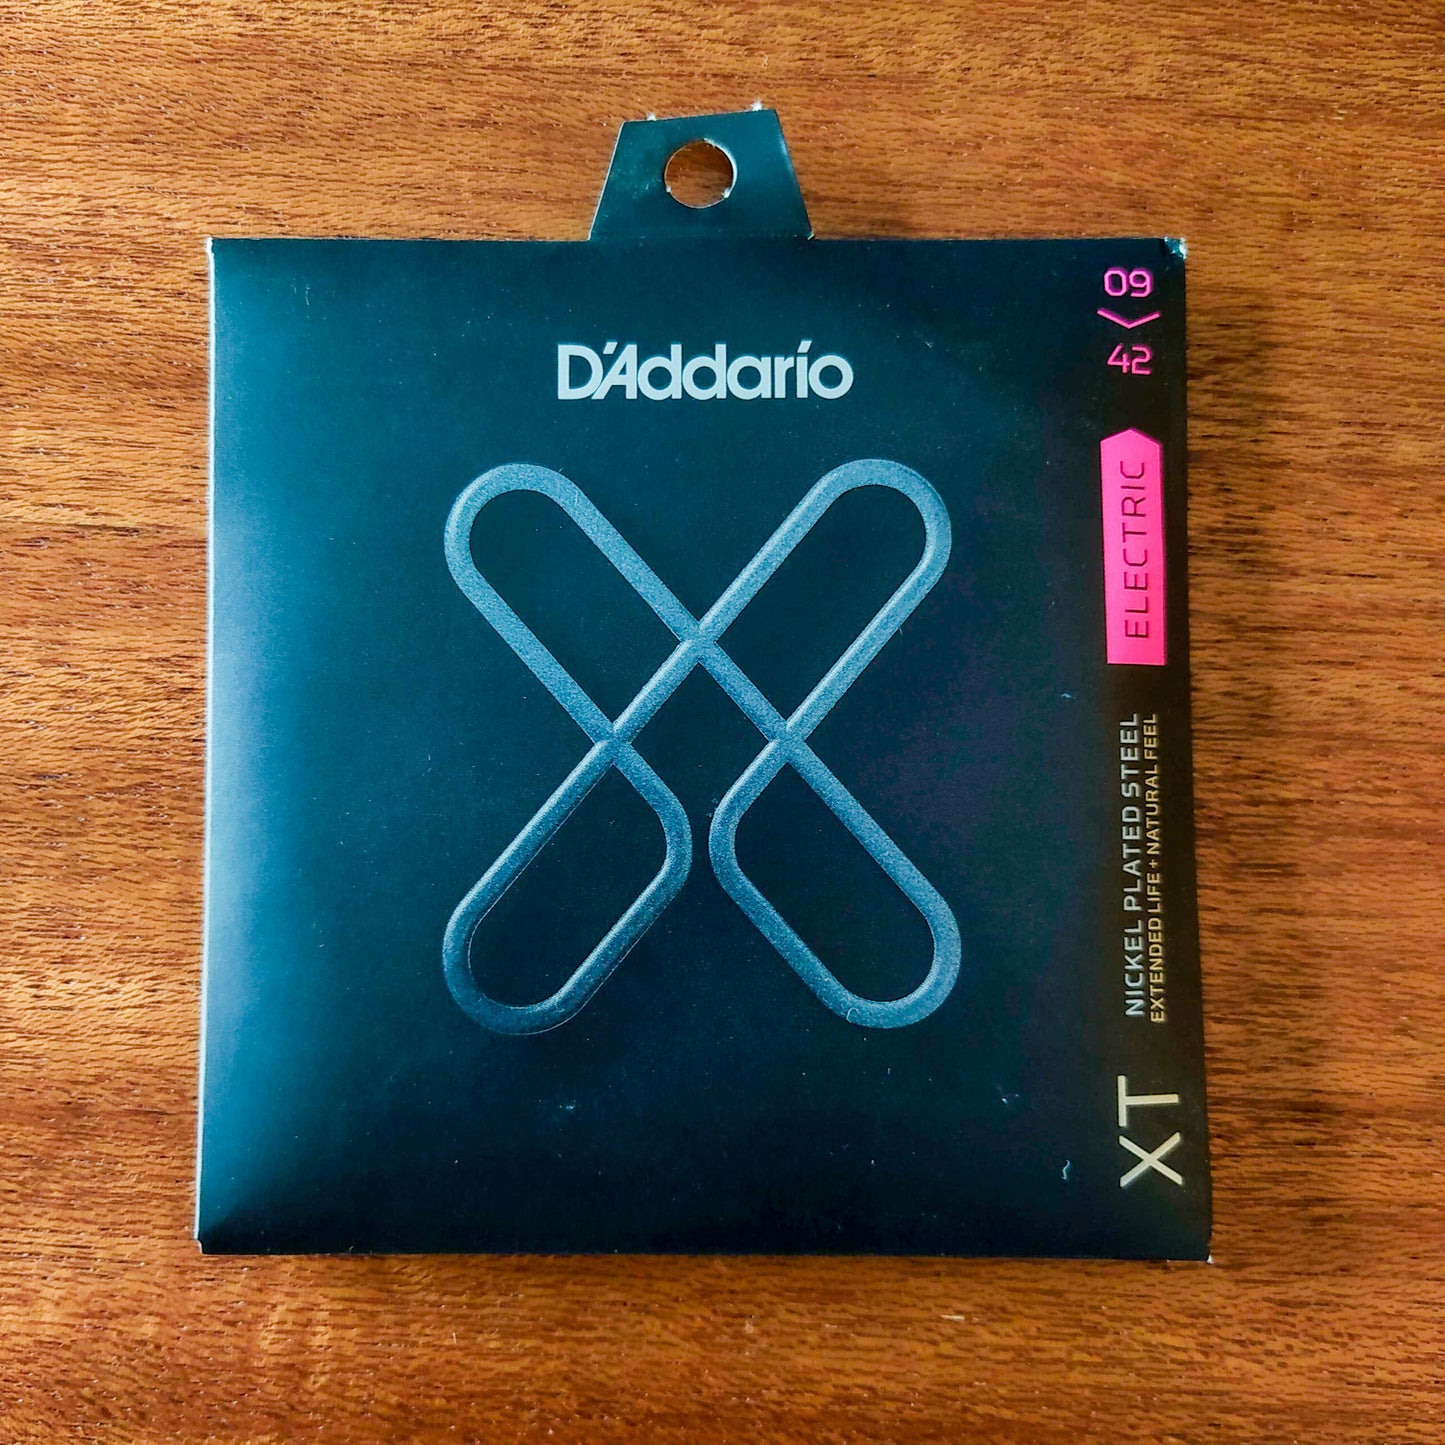 D'Addario
09
42
ELECTRIC
NICKEL PLATED STEEL
EXTENDED LIFE + NATURAL FEEL
XT